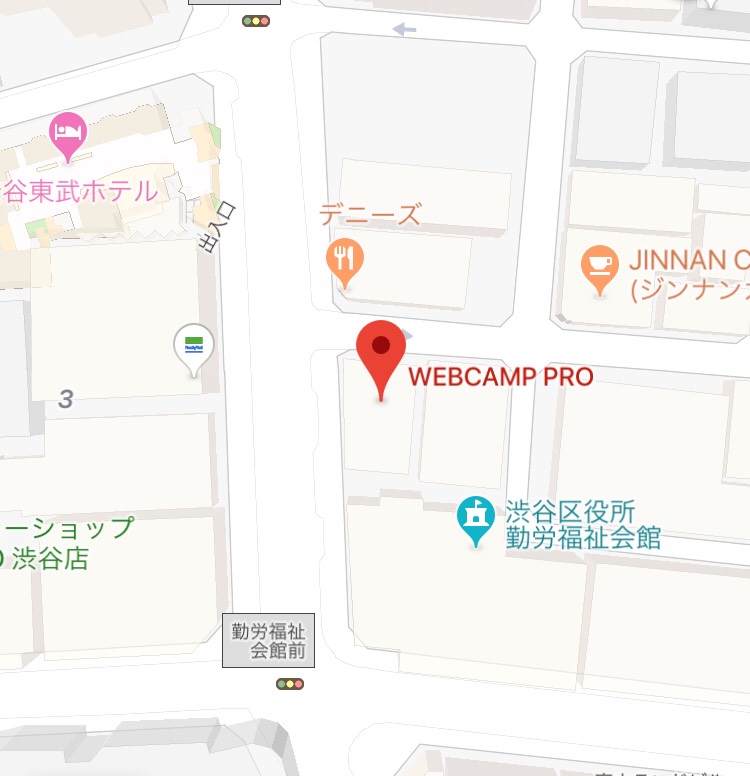 谷東武ホテル
出入口
デニーズ
JINNAN C
(ジンナンカ
FamilyMart
WEBCAMP PRO
3
渋谷区役所
勤労福祉会館
ーショップ
渋谷店
勤労福祉
会館前